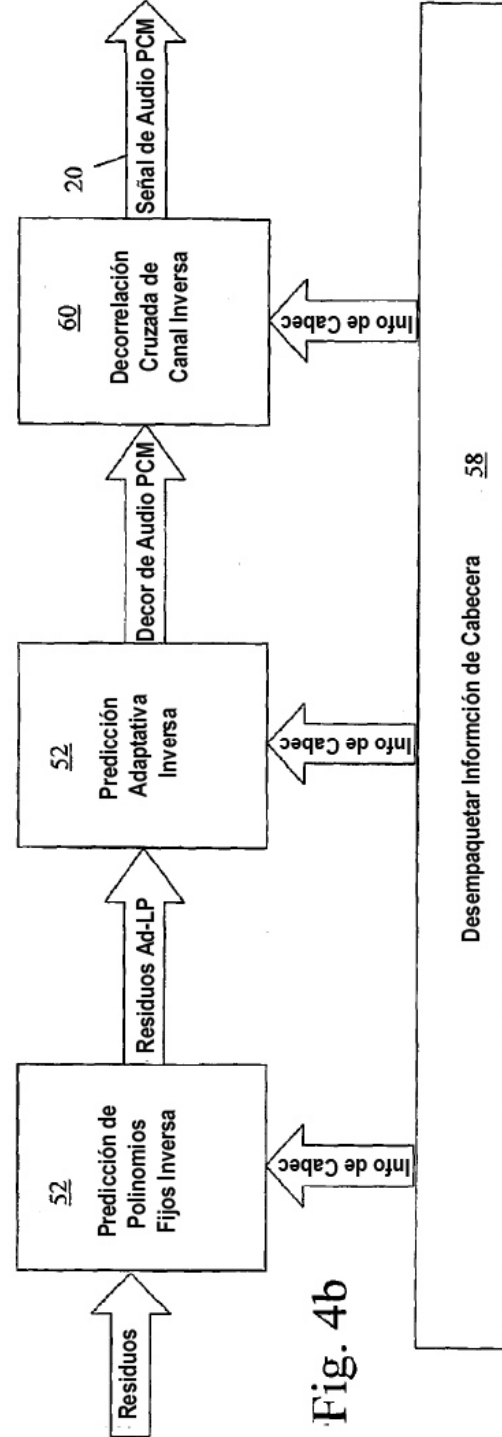 Residuos
52
Predicción de
Polinomios
Fijos Inversa
Residuos Ad-LP
52
Predicción
Adaptativa
Inversa
Decor de Audio PCM
60
Decorrelación
Cruzada de
Canal Inversa
20
Señal de Audio PCM
Info de Cabec
Info de Cabec
Info de Cabec
Desempaquetar Informción de Cabecera
58
Fig. 4b